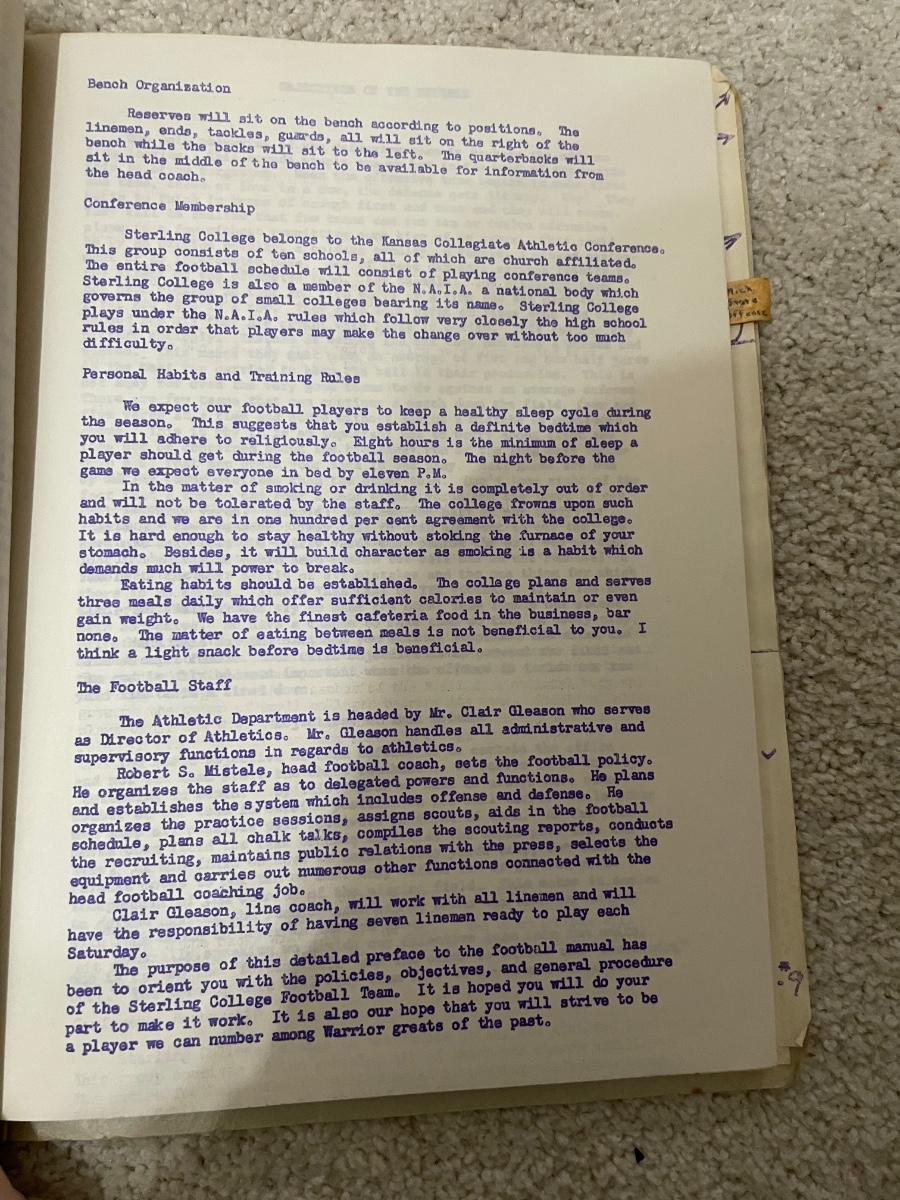 Bench Organization
Reserves will sit on the bench according to positions. The
linemen, ends, tackles, guards, all will sit on the right of the
bench while the backs will sit to the left. The quarterbacks will
sit in the middle of the bench to be available for information from
the head coach.
Conference Membership
Sterling College belongs to the Kansas Collegiate Athletic Conference.
This group consists of ten schools, all of which are church affiliated.
The entire football schedule will consist of playing conference teams.
Sterling College is also a member of the N.A.I.A. a national body which
governs the group of small colleges bearing its name. Sterling College
plays under the N.A.I.A. rules which follow very closely the high school
rules in order that players may make the change over without too much
difficulty.
Personal Habits and Training Rules
We expect our football players to keep a healthy sleep cycle during
the season. This suggests that you establish a definite bedtime which
you will adhere to religiously. Eight hours is the minimum of sleep a
player should get during the football season. The night before the
game we expect everyone in bed by eleven P.M.
In the matter of smoking or drinking it is completely out of order
and will not be tolerated by the staff. The college frowns upon such
habits and we are in one hundred per cent agreement with the college.
It is hard enough to stay healthy without stoking the furnace of your
stomach. Besides, it will build character as smoking is a habit which
demands much will power to break.
Eating habits should be established. The college plans and serves
three meals daily which offer sufficient calories to maintain or even
gain weight. We have the finest cafeteria food in the business, bar
none. The matter of eating between meals is not beneficial to you. I
think a light snack before bedtime is beneficial.
The Football Staff
The Athletic Department is headed by Mr. Clair Gleason who serves
as Director of Athletics. Mr. Gleason handles all administrative and
supervisory functions in regards to athletics.
Robert S. Mistele, head football coach, sets the football policy.
He organizes the staff as to delegated powers and functions. He plans
and establishes the system which includes offense and defense. He
organizes the practice sessions, assigns scouts, aids in the football
schedule, plans all chalk talks, compiles the scouting reports, conducts
the recruiting, maintains public relations with the press, selects the
equipment and carries out numerous other functions connected with the
head football coaching job.
Clair Gleason, line coach, will work with all linemen and will
have the responsibility of having seven linemen ready to play each
Saturday.
The purpose of this detailed preface to the football manual has
been to orient you with the policies, objectives, and general procedure
of the Sterling College Football Team. It is hoped you will do your
part to make it work. It is also our hope that you will strive to be
a player we can number among Warrior greats of the past.